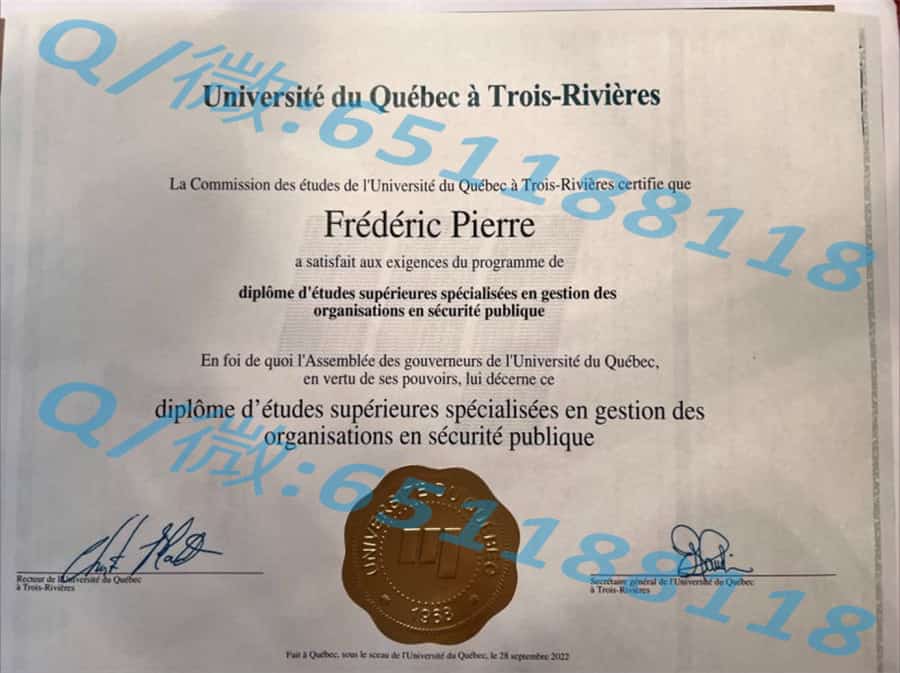 Université du Québec à Trois-Rivières
La Commission des études de l'Université du Québec à Trois-Rivières certifie que
Frédéric Pierre
a satisfait aux exigences du programme de
diplôme d'études supérieures spécialisées en gestion des
organisations en sécurité publique
En foi de quoi l'Assemblée des gouverneurs de l'Université du Québec,
en vertu de ses pouvoirs, lui décerne ce
diplôme d'études supérieures spécialisées en gestion des
organisations en sécurité publique
UNIVERSITÉ DU QUÉBEC
1968
Recteur de l'Université du Québec
à Trois-Rivières
Secrétaire général de l'Université du Québec
à Trois-Rivières
Fait à Québec, sous le sceau de l'Université du Québec, le 28 septembre 2022
Q/微:651188118
Q/微:651188118